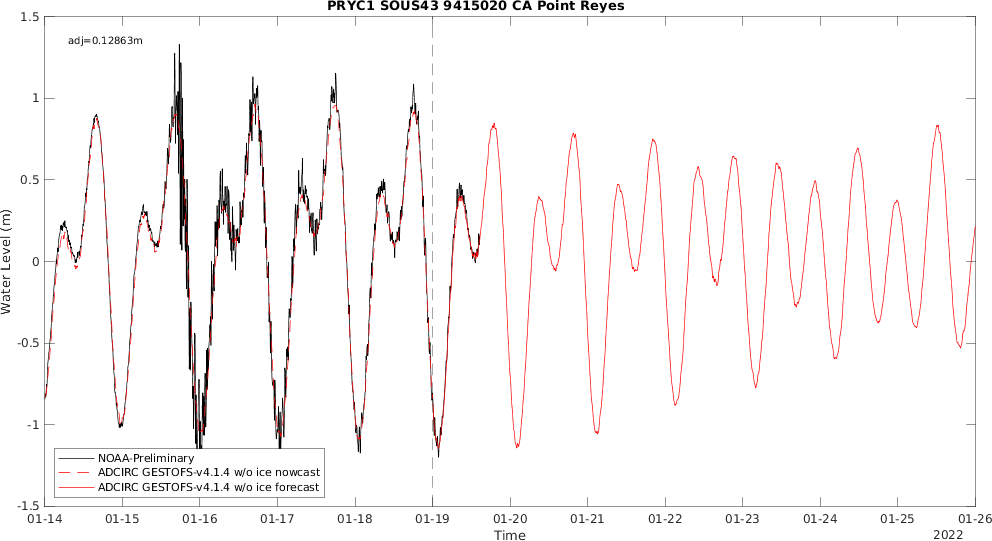 PRYC1 SOUS43 9415020 CA Point Reyes
adj=0.12863m
1.5
1
0.5
0
-0.5
-1
-1.5
Water Level (m)
NOAA-Preliminary
ADCIRC GESTOFS-v4.1.4 w/o ice nowcast
ADCIRC GESTOFS-v4.1.4 w/o ice forecast
01-14 01-15 01-16 01-17 01-18 01-19 01-20 01-21 01-22 01-23 01-24 01-25 01-26
Time
2022